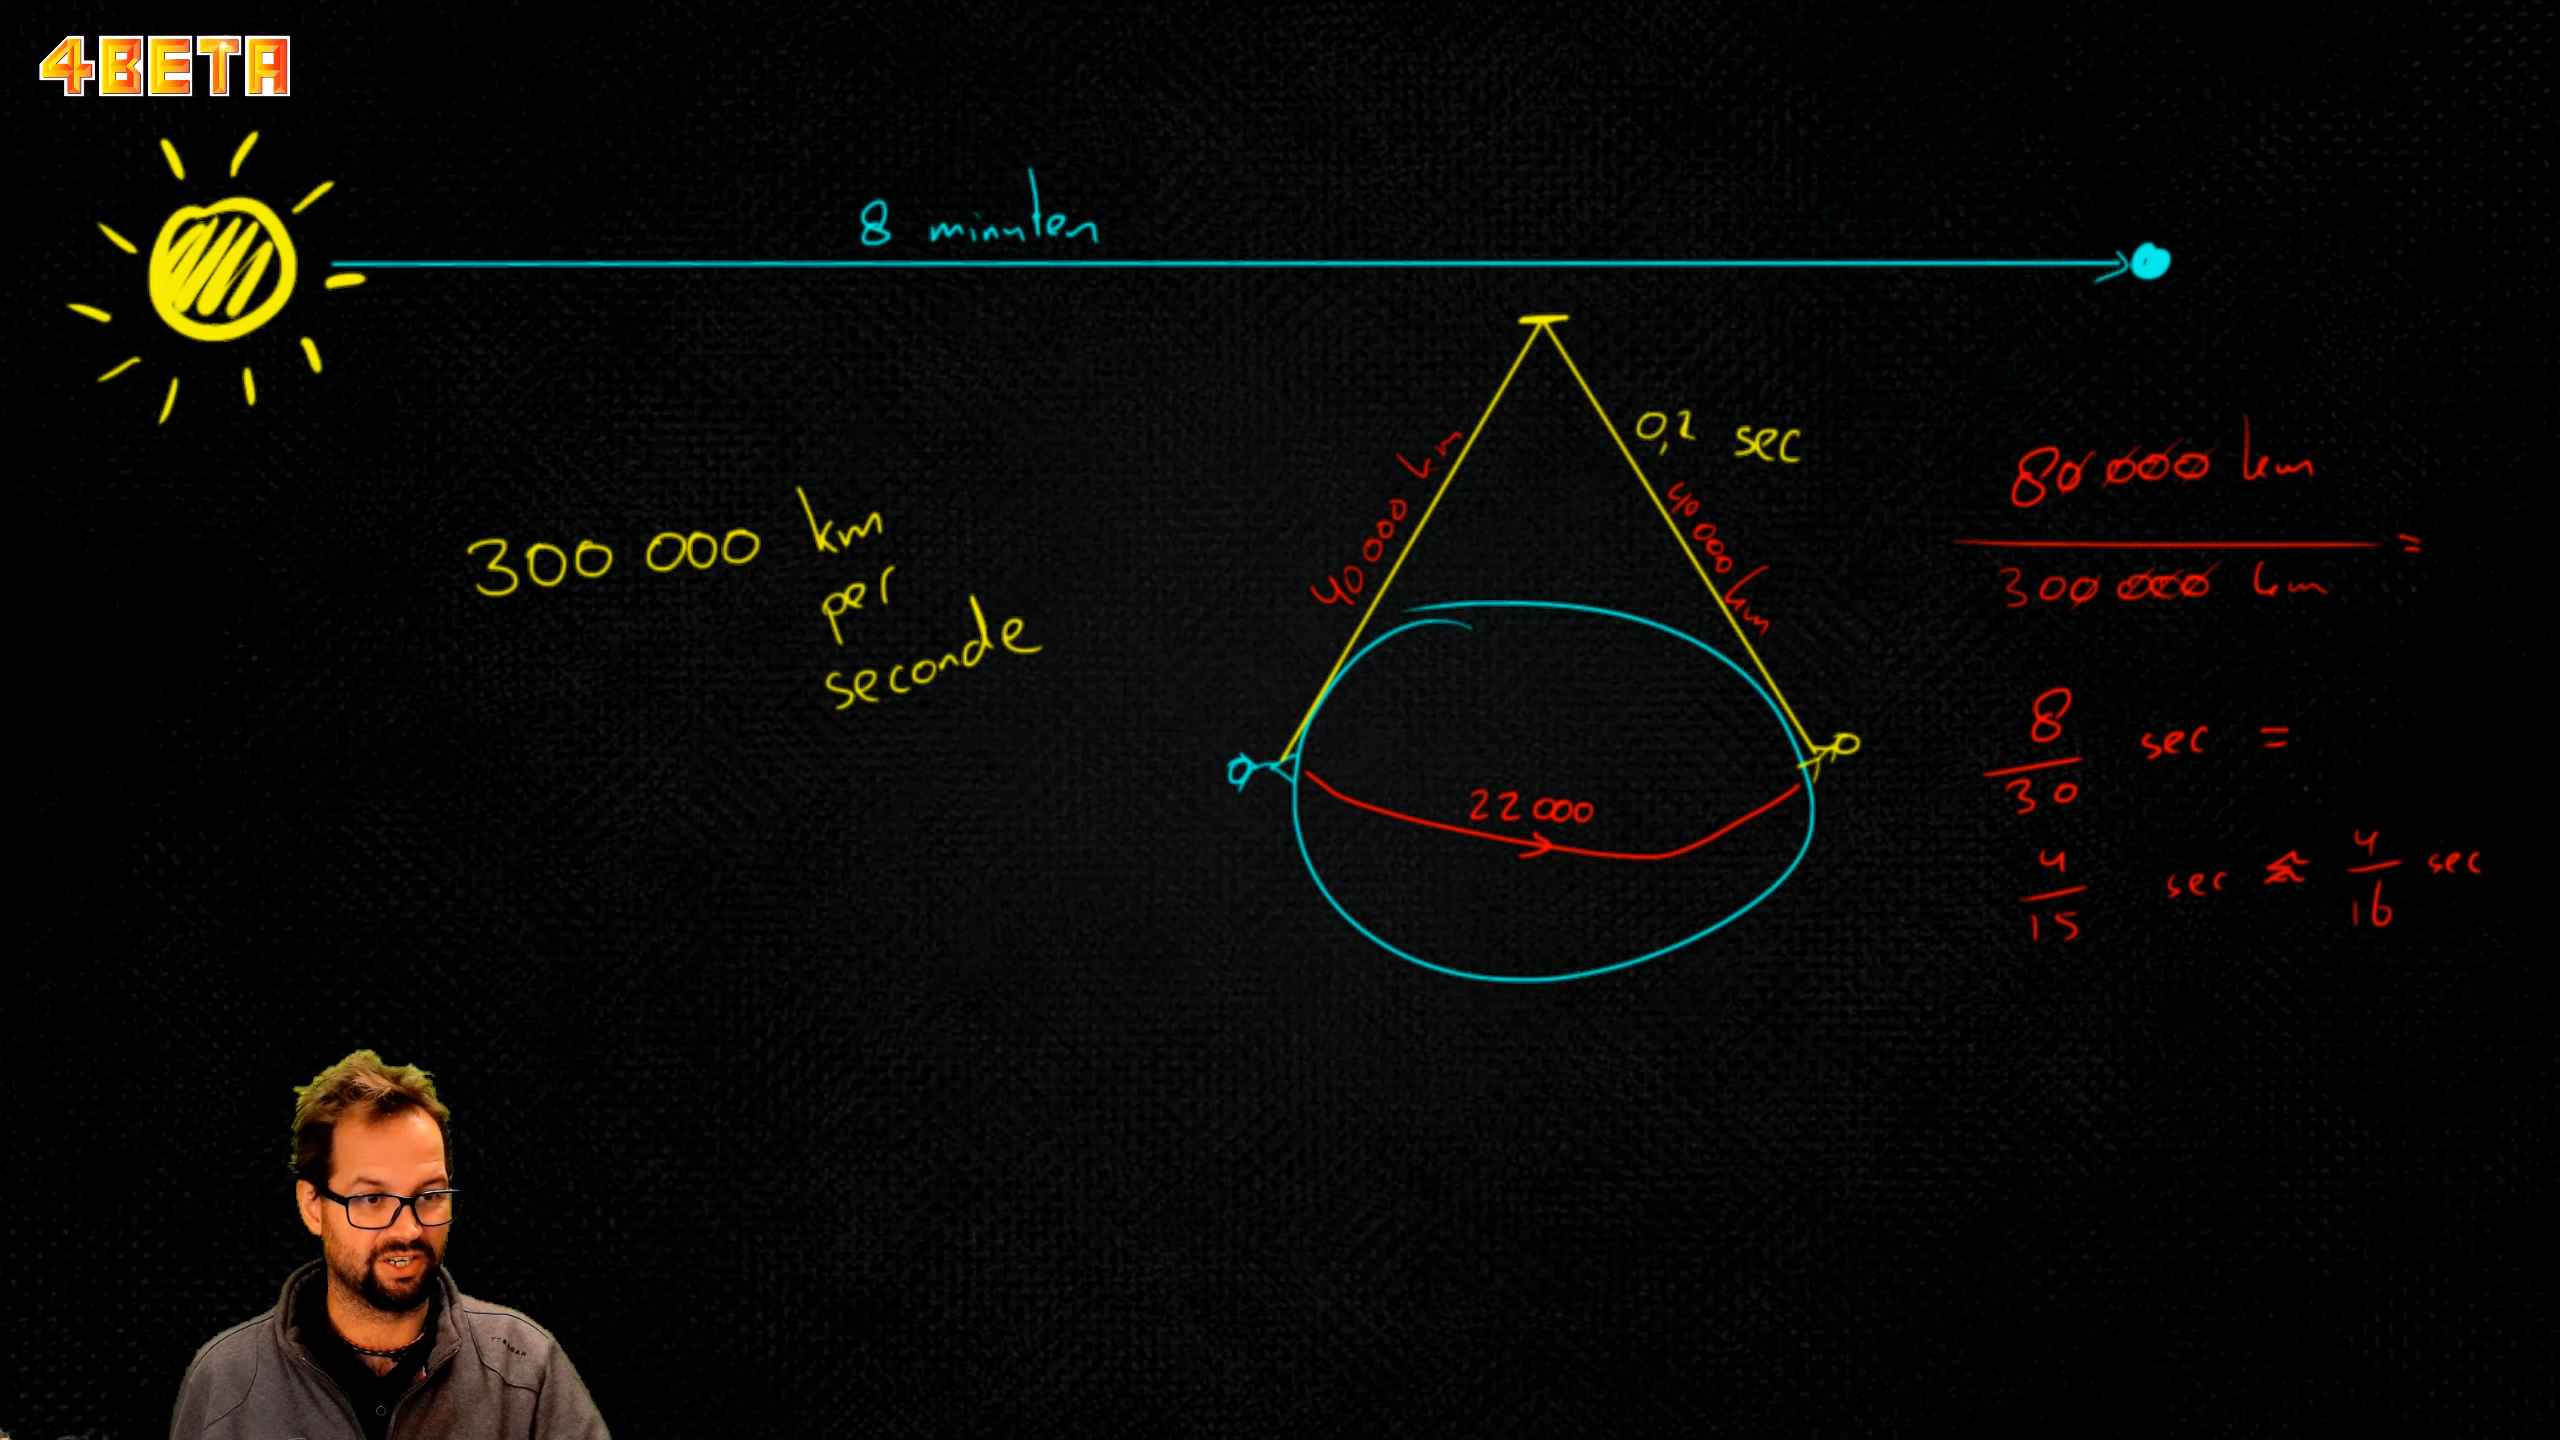 4BETA
8 minuten
300 000 km
per
seconde
0,2 sec
40 000 km
40 000 km
22 000
80 000 km
300 000 km
=
8
30
sec =
4
15
sec ≈
4
16
sec